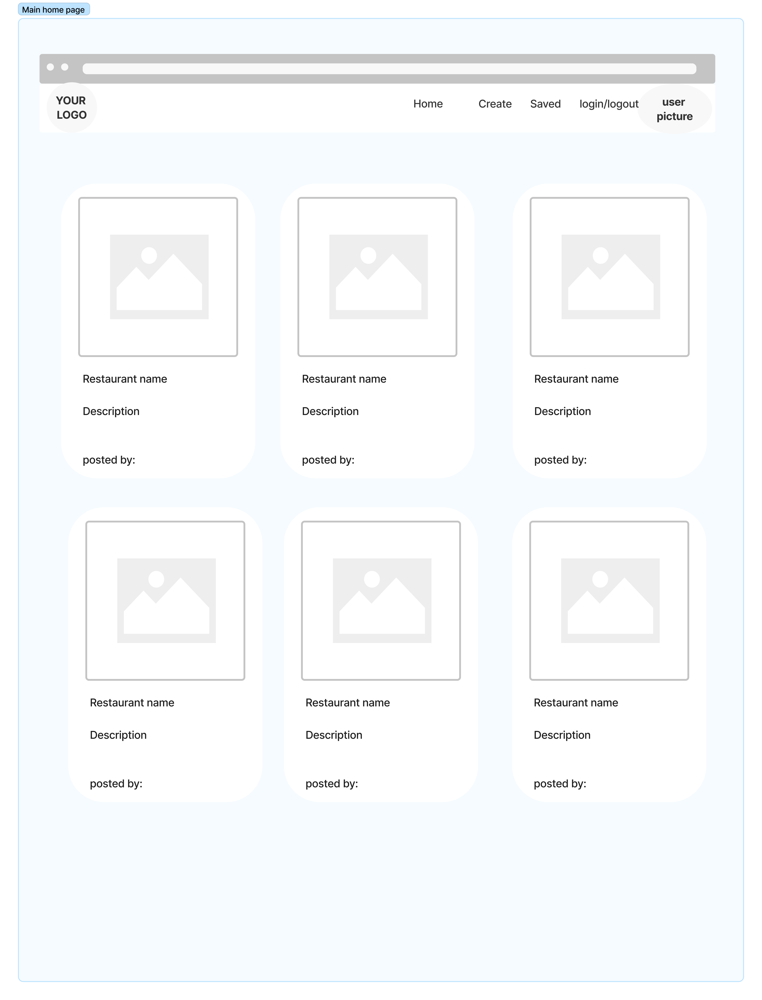 Main home page
YOUR
LOGO
Home
Create
Saved
login/logout
user
picture
Restaurant name
Description
posted by:
Restaurant name
Description
posted by:
Restaurant name
Description
posted by:
Restaurant name
Description
posted by:
Restaurant name
Description
posted by:
Restaurant name
Description
posted by: